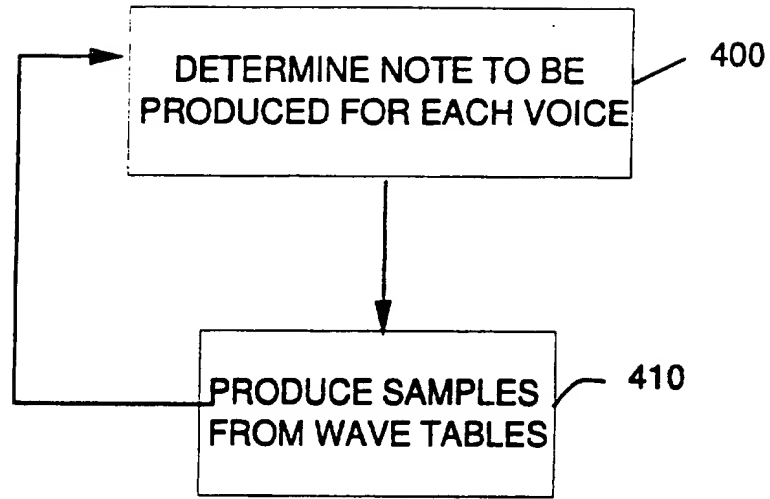 DETERMINE NOTE TO BE
PRODUCED FOR EACH VOICE
400
PRODUCE SAMPLES
FROM WAVE TABLES
410